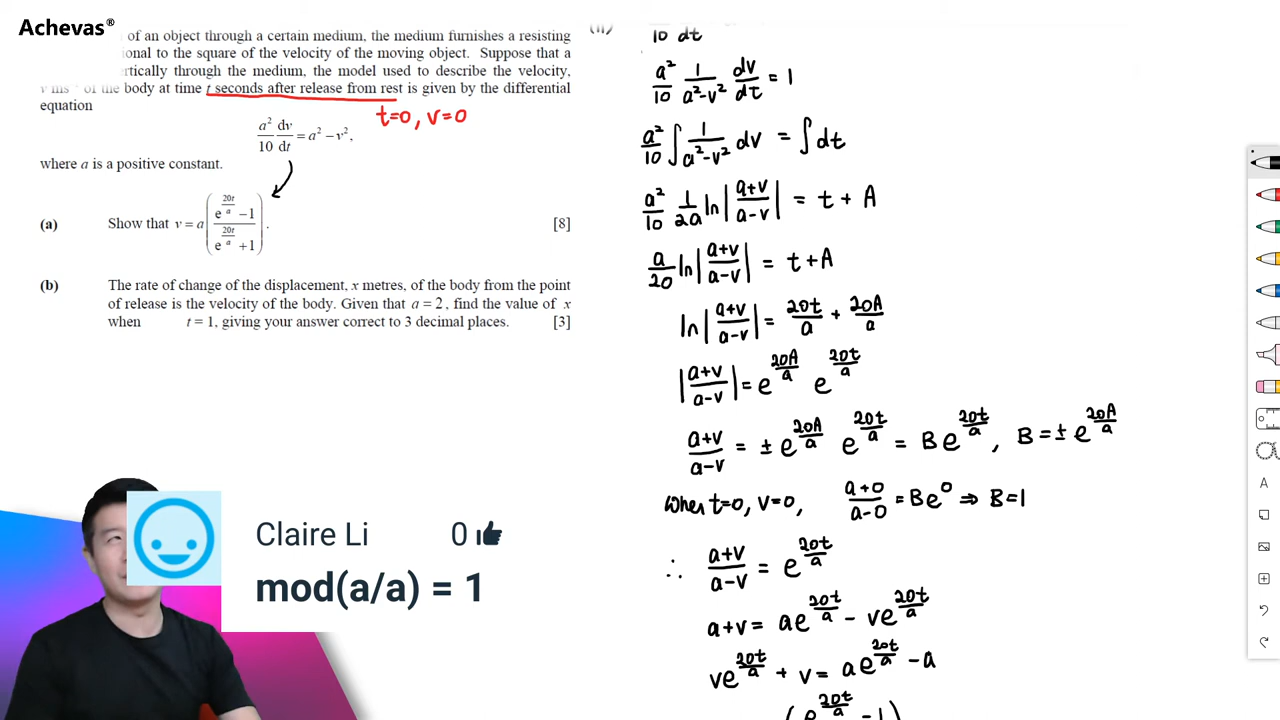 Achevas®
of an object through a certain medium, the medium furnishes a resisting
ional to the square of the velocity of the moving object. Suppose that a
rtically through the medium, the model used to describe the velocity,
of the body at time t seconds after release from rest is given by the differential
equation
t=0, v=0
a²/10 dv/dt = a² − v²,
where a is a positive constant.
(a) Show that v = a((e^(20t/a) − 1)/(e^(20t/a) + 1)). [8]
(b) The rate of change of the displacement, x metres, of the body from the point
of release is the velocity of the body. Given that a = 2, find the value of x
when t = 1, giving your answer correct to 3 decimal places. [3]
Claire Li 0
mod(a/a) = 1
(ii)
10 dt
a²/10 1/(a²-v²) dv/dt = 1
a²/10 ∫ 1/(a²-v²) dv = ∫ dt
a²/10 1/2a ln|(a+v)/(a-v)| = t + A
a/20 ln|(a+v)/(a-v)| = t+A
ln|(a+v)/(a-v)| = 20t/a + 20A/a
|(a+v)/(a-v)| = e^(20A/a) e^(20t/a)
(a+v)/(a-v) = ± e^(20A/a) e^(20t/a) = Be^(20t/a), B = ± e^(20A/a)
When t=0, v=0, (a+0)/(a-0) = Be^0 ⇒ B=1
∴ (a+v)/(a-v) = e^(20t/a)
a+v = ae^(20t/a) - ve^(20t/a)
ve^(20t/a) + v = ae^(20t/a) - a
(e^(20t/a) - 1)
A